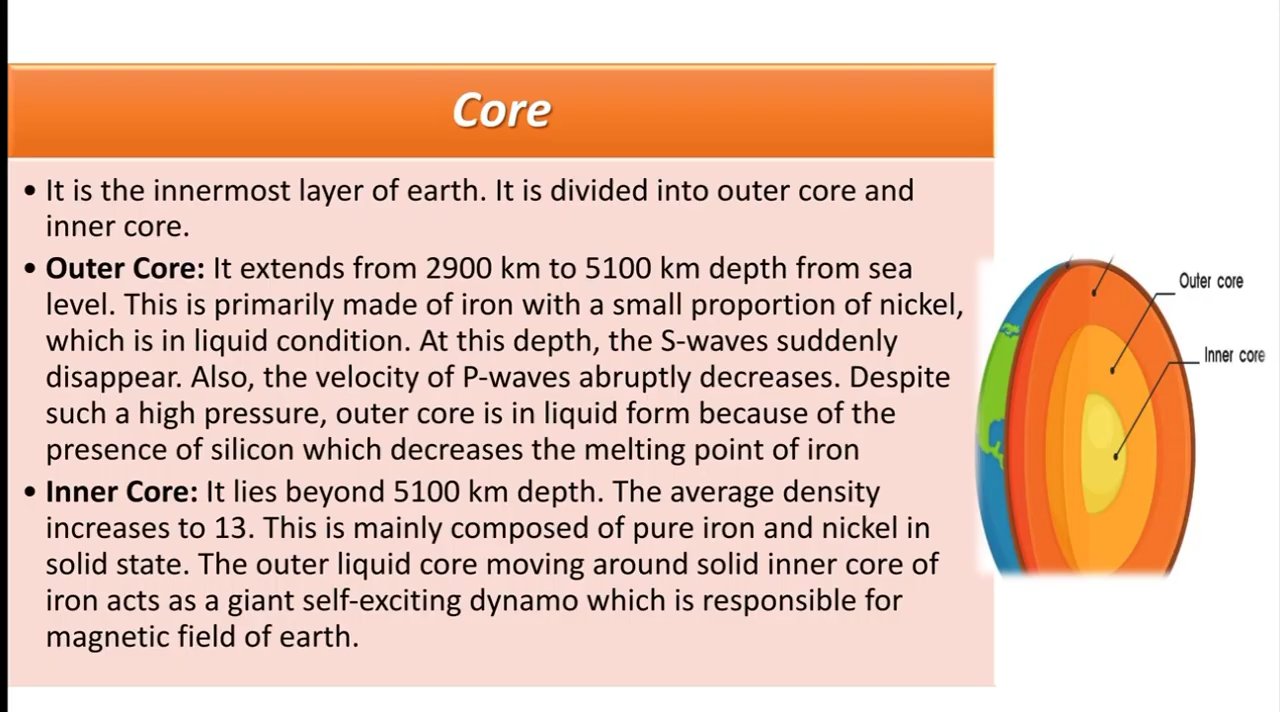 Core
• It is the innermost layer of earth. It is divided into outer core and
inner core.
• Outer Core: It extends from 2900 km to 5100 km depth from sea
level. This is primarily made of iron with a small proportion of nickel,
which is in liquid condition. At this depth, the S-waves suddenly
disappear. Also, the velocity of P-waves abruptly decreases. Despite
such a high pressure, outer core is in liquid form because of the
presence of silicon which decreases the melting point of iron
• Inner Core: It lies beyond 5100 km depth. The average density
increases to 13. This is mainly composed of pure iron and nickel in
solid state. The outer liquid core moving around solid inner core of
iron acts as a giant self-exciting dynamo which is responsible for
magnetic field of earth.
Outer core
Inner core